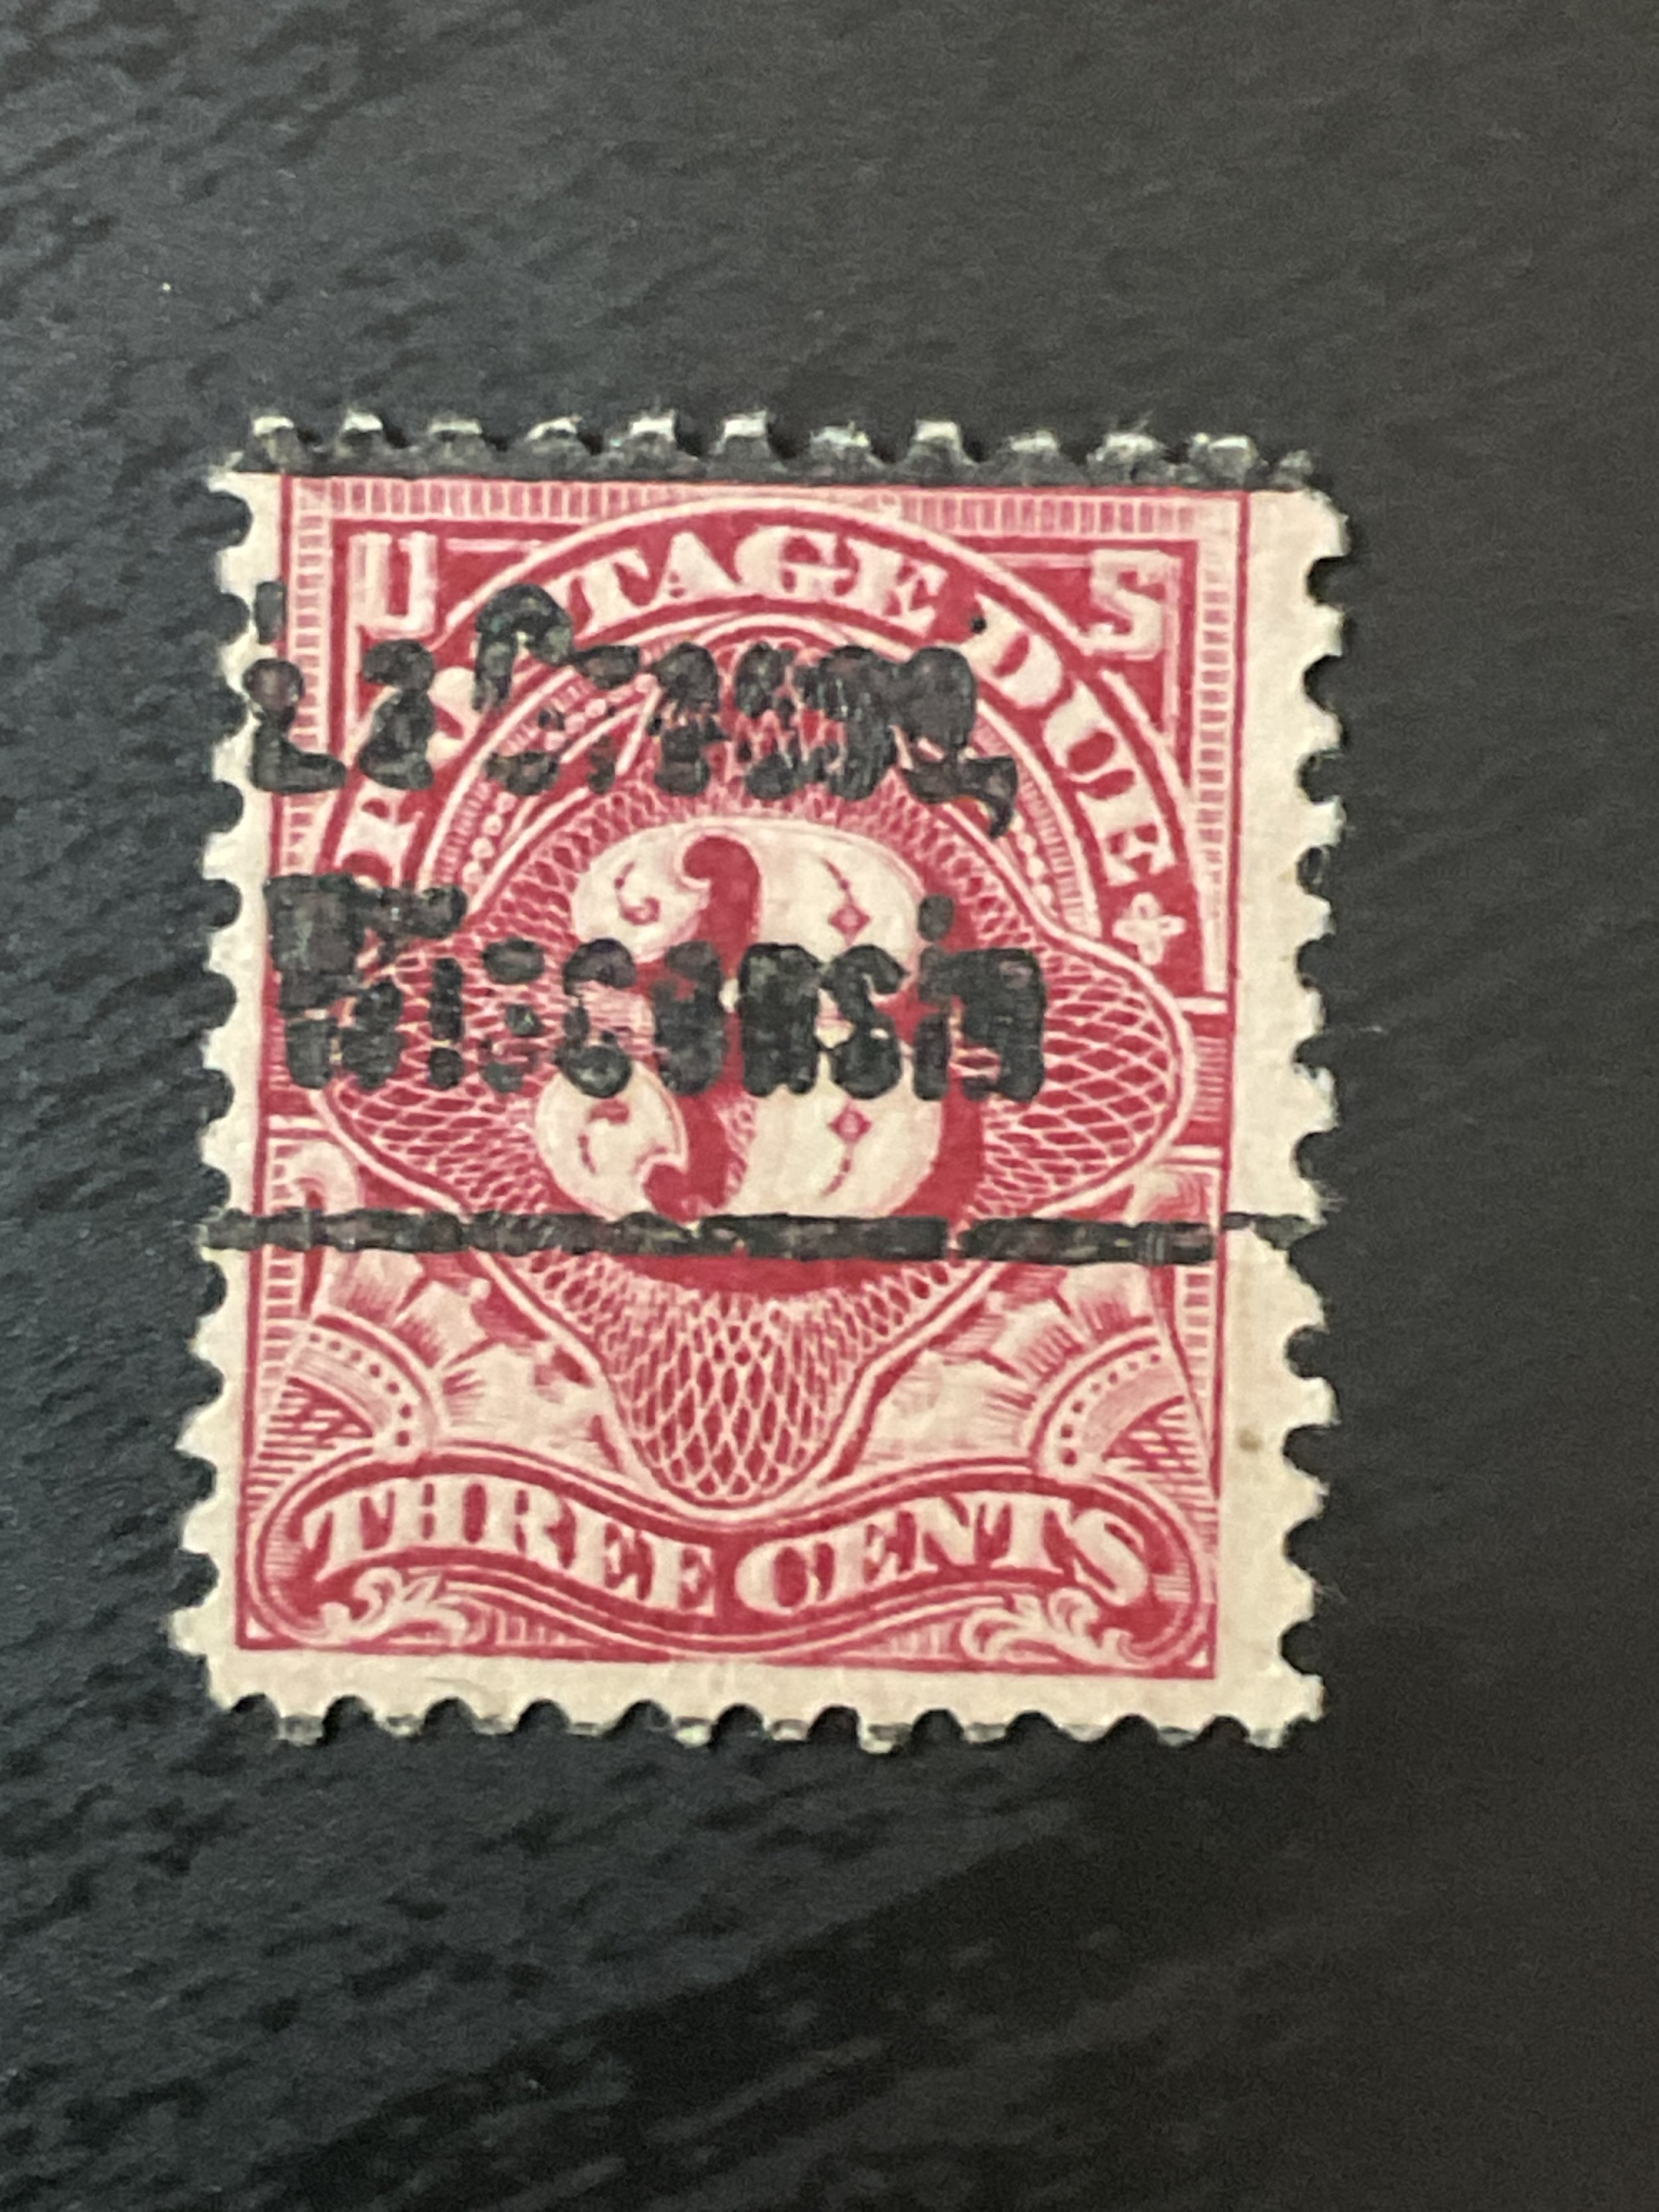 U S
POSTAGE DUE
La Crosse,
Wisconsin
3
THREE CENTS